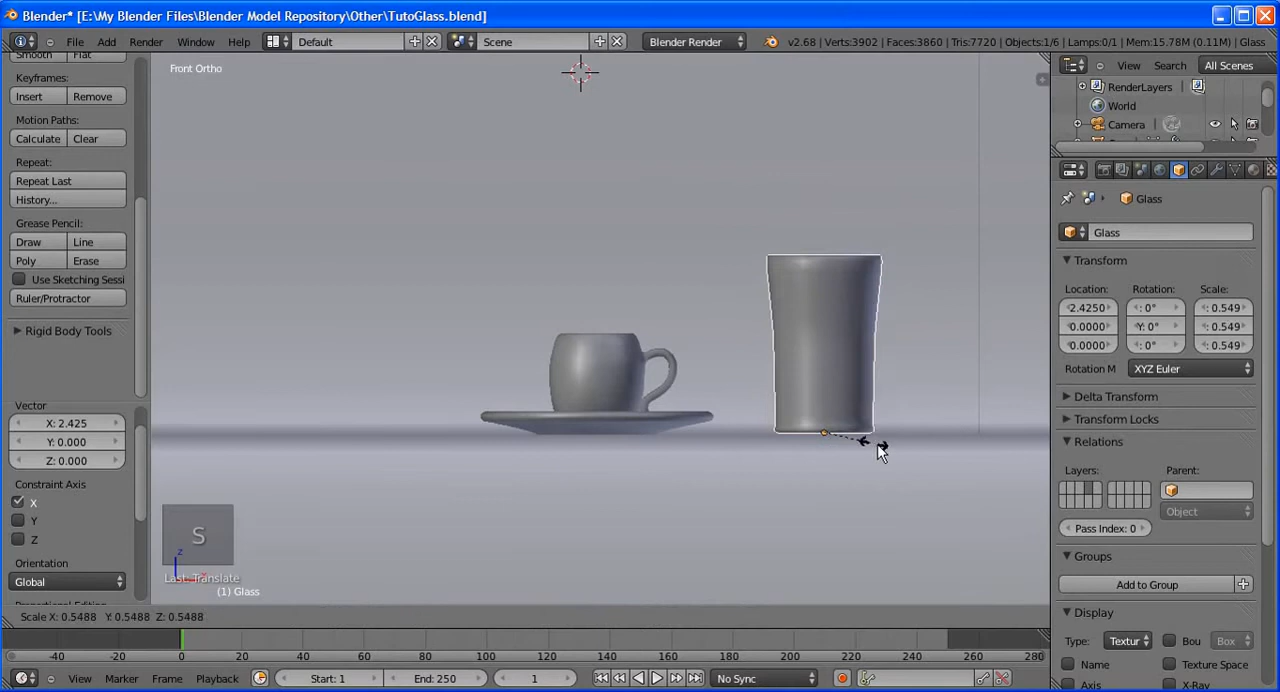 Blender* [E:\My Blender Files\Blender Model Repository\Other\TutoGlass.blend]
File Add Render Window Help Default Scene Blender Render v2.68 | Verts:3902 | Faces:3860 | Tris:7720 | Objects:1/6 | Lamps:0/1 | Mem:15.78M (0.11M) | Glass
View Search All Scenes
Smooth Flat
Keyframes:
Insert Remove
Motion Paths:
Calculate Clear
Repeat:
Repeat Last
History...
Grease Pencil:
Draw Line
Poly Erase
Use Sketching Sessi
Ruler/Protractor
Rigid Body Tools
Vector
X: 2.425
Y: 0.000
Z: 0.000
Constraint Axis
X
Y
Z
Orientation
Global
Front Ortho
S
z
Last: Translate
(1) Glass
Scale X: 0.5488 Y: 0.5488 Z: 0.5488
RenderLayers
World
Camera
Glass
Glass
Transform
Location: Rotation: Scale:
2.4250 : 0° : 0.549
0.0000 Y: 0° : 0.549
0.0000 : 0° : 0.549
Rotation M XYZ Euler
Delta Transform
Transform Locks
Relations
Layers: Parent:
Object
Pass Index: 0
Groups
Add to Group
Display
Type: Textur Bou Box
Name Texture Space
Axis X-Ray
-40 -20 0 20 40 60 80 100 120 140 160 180 200 220 240 260 280
View Marker Frame Playback Start: 1 End: 250 1 No Sync